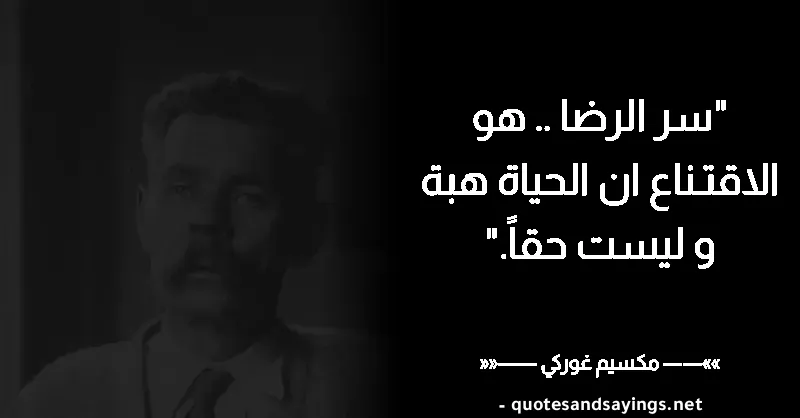 "سر الرضا .. هو
الاقتناع ان الحياة هبة
و ليست حقاً."
»»—— مكسيم غوركي ——««
- quotesandsayings.net